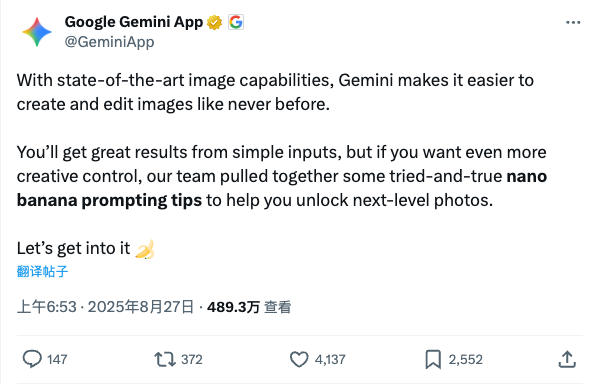 Google Gemini App
@GeminiApp
With state-of-the-art image capabilities, Gemini makes it easier to
create and edit images like never before.
You’ll get great results from simple inputs, but if you want even more
creative control, our team pulled together some tried-and-true nano
banana prompting tips to help you unlock next-level photos.
Let’s get into it 🍌
翻译帖子
上午6:53 · 2025年8月27日 · 489.3万 查看
147 372 4,137 2,552